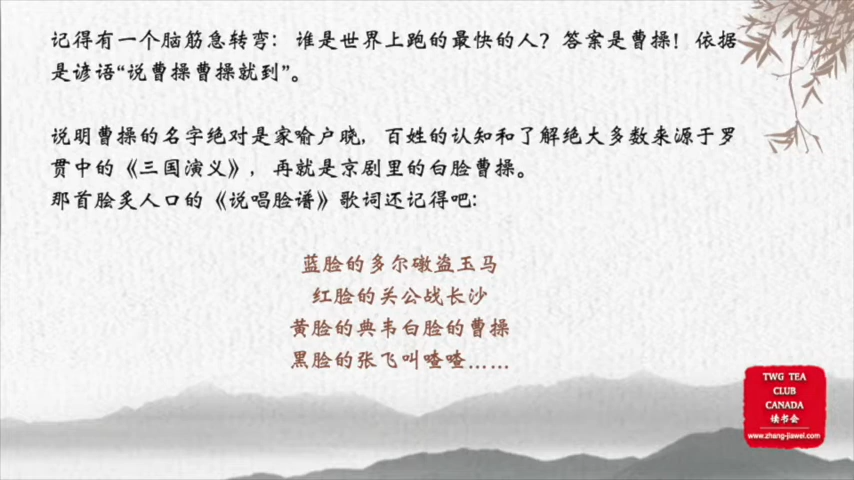 记得有一个脑筋急转弯：谁是世界上跑的最快的人？答案是曹操！依据
是谚语“说曹操曹操就到”。
说明曹操的名字绝对是家喻户晓，百姓的认知和了解绝大多数来源于罗
贯中的《三国演义》，再就是京剧里的白脸曹操。
那首脍炙人口的《说唱脸谱》歌词还记得吧：
蓝脸的多尔礅盗玉马
红脸的关公战长沙
黄脸的典韦白脸的曹操
黑脸的张飞叫喳喳……
TWG TEA
CLUB
CANADA
读书会
www.zhang-jiawei.com